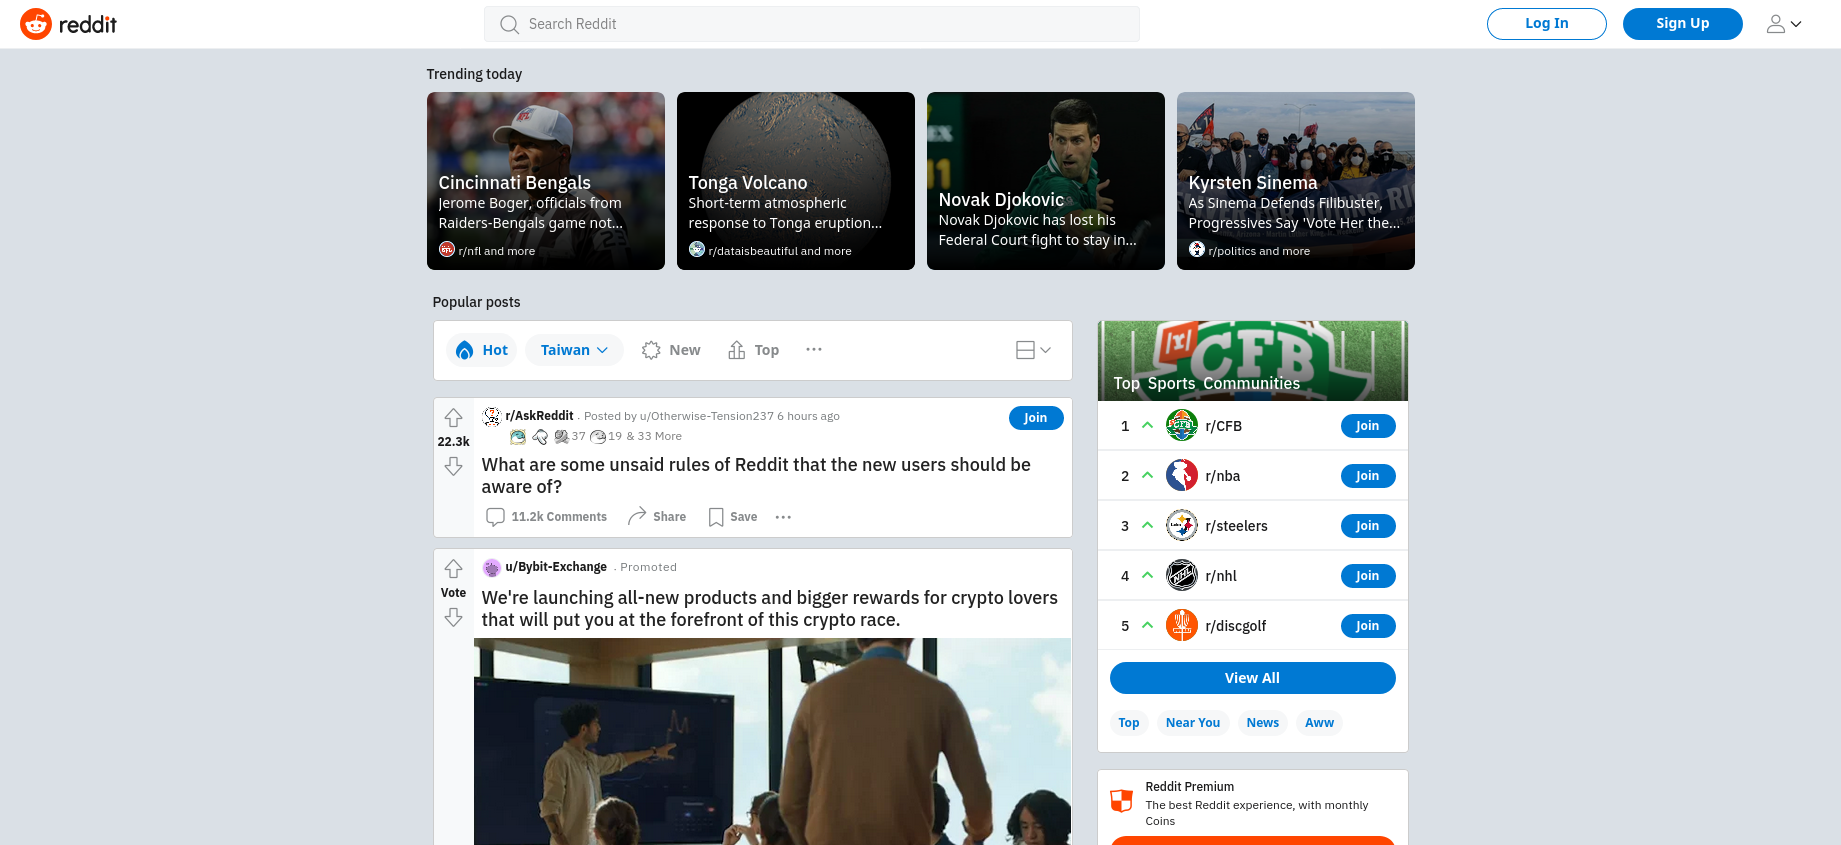 reddit
Search Reddit
Log In
Sign Up
Trending today
Cincinnati Bengals
Jerome Boger, officials from
Raiders-Bengals game not...
r/nfl and more
Tonga Volcano
Short-term atmospheric
response to Tonga eruption...
r/dataisbeautiful and more
Novak Djokovic
Novak Djokovic has lost his
Federal Court fight to stay in...
Kyrsten Sinema
As Sinema Defends Filibuster,
Progressives Say 'Vote Her the...
r/politics and more
Popular posts
Hot
Taiwan
New
Top
r/AskReddit . Posted by u/Otherwise-Tension237 6 hours ago
37 19 & 33 More
Join
22.3k
What are some unsaid rules of Reddit that the new users should be
aware of?
11.2k Comments
Share
Save
u/Bybit-Exchange . Promoted
Vote
We're launching all-new products and bigger rewards for crypto lovers
that will put you at the forefront of this crypto race.
[r]
CFB
Top Sports Communities
1 r/CFB Join
2 r/nba Join
3 r/steelers Join
4 r/nhl Join
5 r/discgolf Join
View All
Top
Near You
News
Aww
Reddit Premium
The best Reddit experience, with monthly
Coins